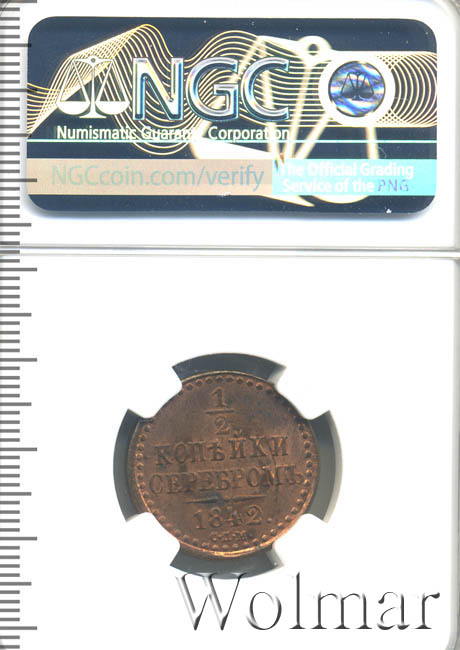 NGC
Numismatic Guaranty Corporation
NGCcoin.com/verify
The Official Grading
Service of the PNG
1/2
КОПѢЙКИ
СЕРЕБРОМЪ
1842.
Wolmar